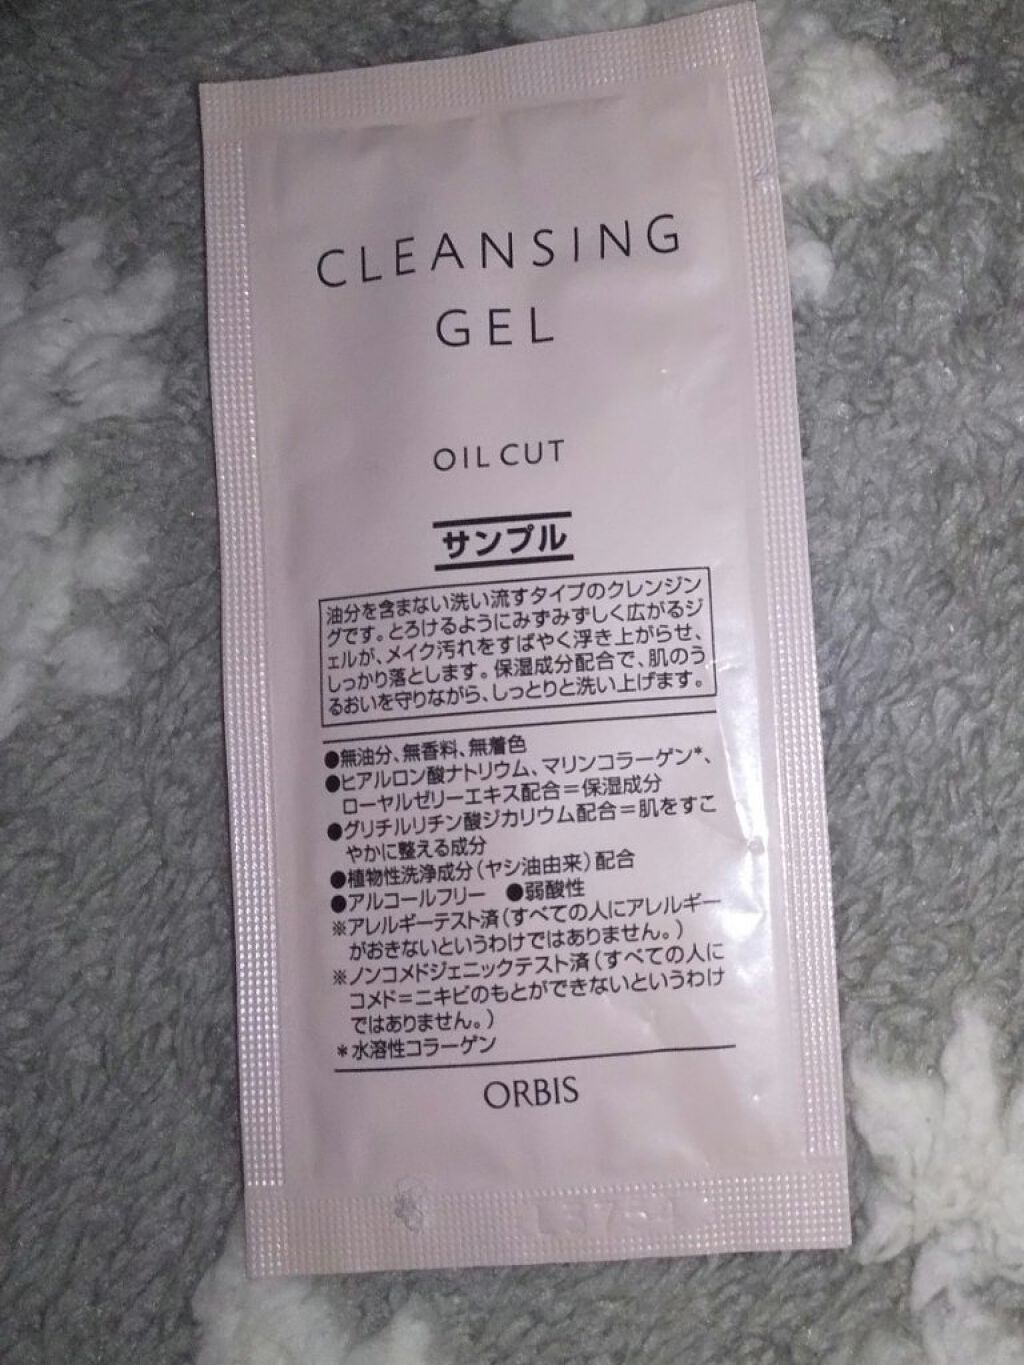 CLEANSING
GEL
OIL CUT
サンプル
油分を含まない洗い流すタイプのクレンジン
グです。とろけるようにみずみずしく広がるジ
ェルが、メイク汚れをすばやく浮き上がらせ、
しっかり落とします。保湿成分配合で、肌のう
るおいを守りながら、しっとりと洗い上げます。
●無油分、無香料、無着色
●ヒアルロン酸ナトリウム、マリンコラーゲン*、
ローヤルゼリーエキス配合＝保湿成分
●グリチルリチン酸ジカリウム配合＝肌をすこ
やかに整える成分
●植物性洗浄成分（ヤシ油由来）配合
●アルコールフリー ●弱酸性
※アレルギーテスト済（すべての人にアレルギー
がおきないというわけではありません。）
※ノンコメドジェニックテスト済（すべての人に
コメド＝ニキビのもとができないというわけ
ではありません。）
*水溶性コラーゲン
ORBIS